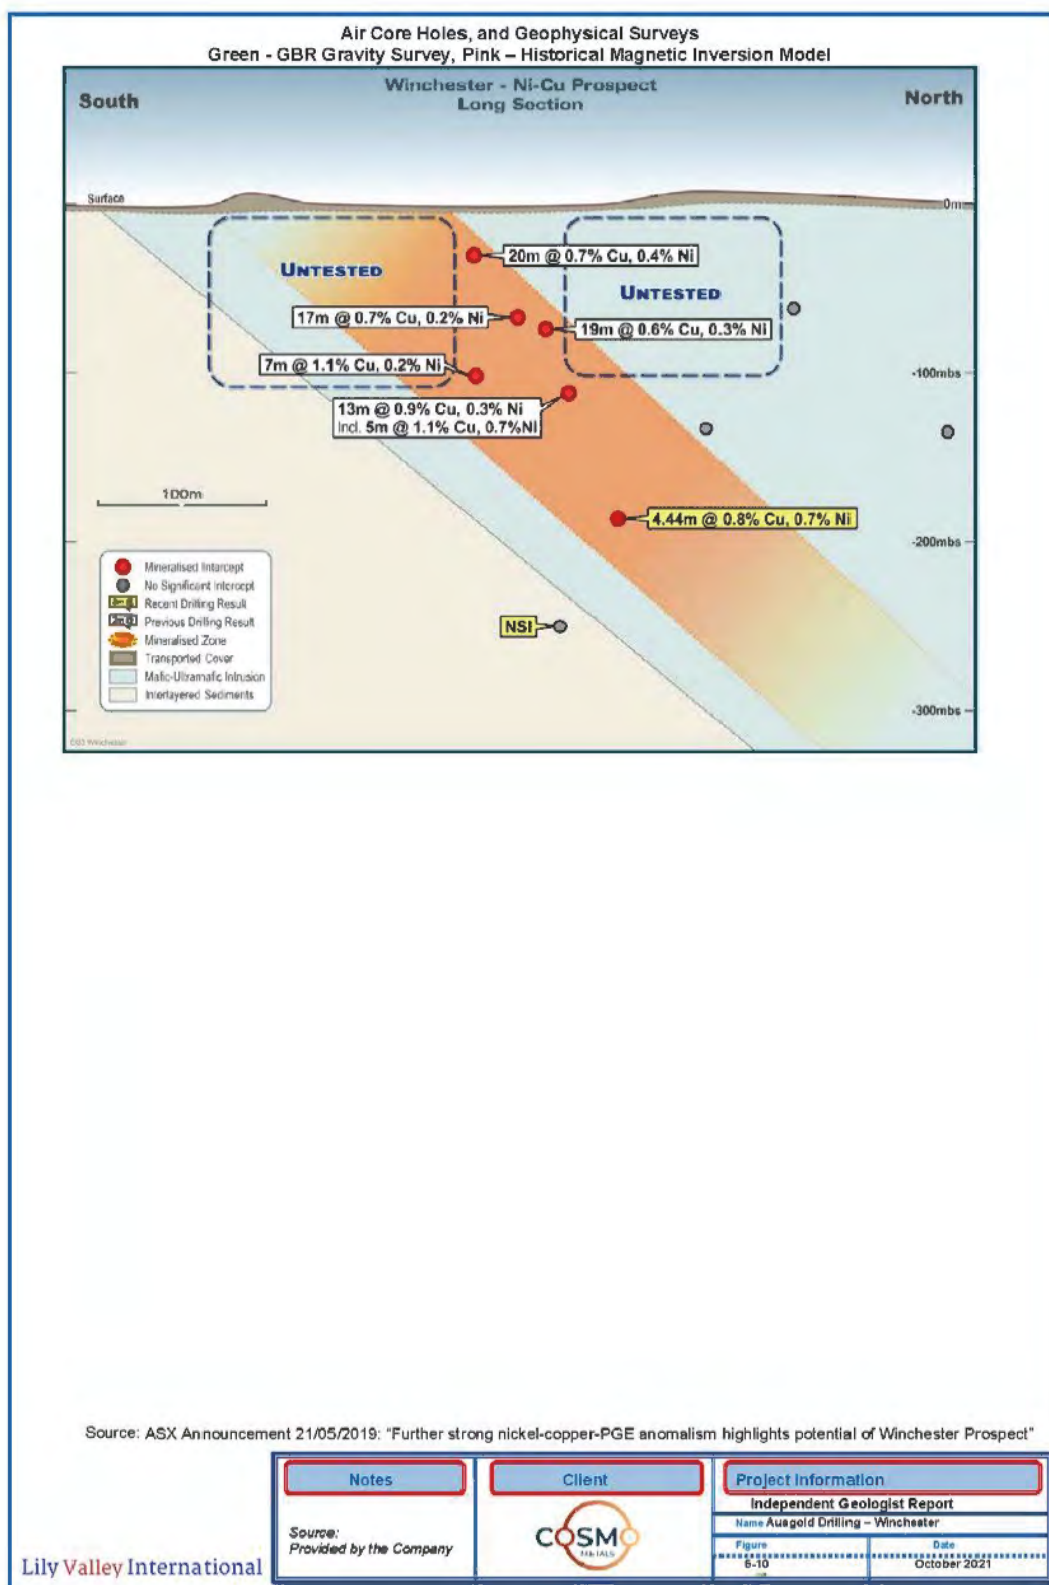 Air Core Holes, and Geophysical Surveys
Green - GBR Gravity Survey, Pink – Historical Magnetic Inversion Model
Winchester - Ni-Cu Prospect
Long Section
South
North
Surface
0m
UNTESTED
20m @ 0.7% Cu, 0.4% Ni
UNTESTED
17m @ 0.7% Cu, 0.2% Ni
19m @ 0.6% Cu, 0.3% Ni
7m @ 1.1% Cu, 0.2% Ni
-100mbs
13m @ 0.9% Cu, 0.3% Ni
Incl. 5m @ 1.1% Cu, 0.7%Ni
100m
4.44m @ 0.8% Cu, 0.7% Ni
-200mbs
Mineralised Intercept
No Significant Intercept
Recent Drilling Result
Previous Drilling Result
Mineralised Zone
Transported Cover
Mafic-Ultramafic Intrusion
Interlayered Sediments
NSI
-300mbs
Source: ASX Announcement 21/05/2019: "Further strong nickel-copper-PGE anomalism highlights potential of Winchester Prospect"
Notes
Client
Project Information
Independent Geologist Report
Name Ausgold Drilling – Winchester
Source:
Provided by the Company
COSMO
METALS
Figure
Date
6-10
October 2021
Lily Valley International